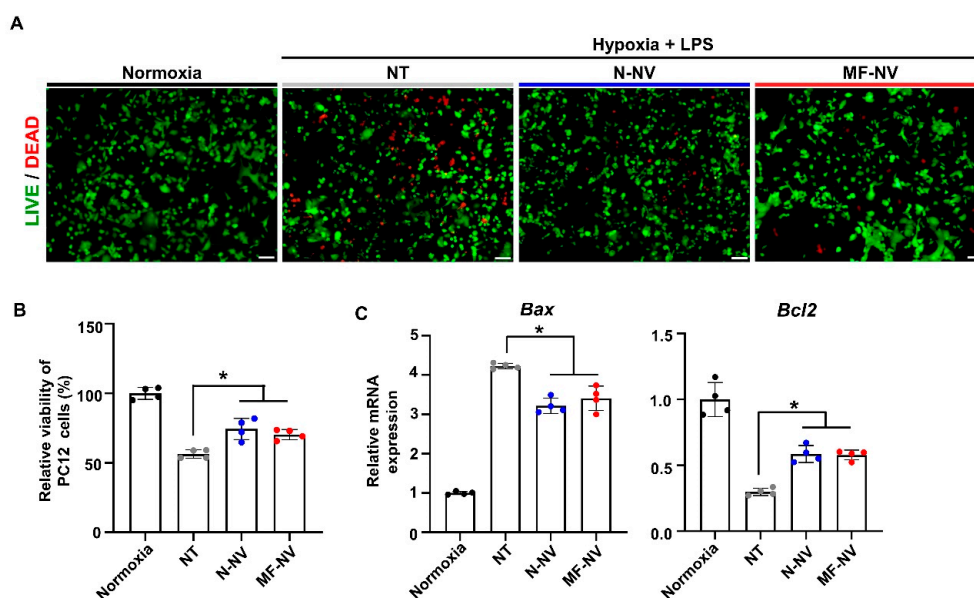 A
Hypoxia + LPS
Normoxia
NT
N-NV
MF-NV
LIVE / DEAD
B
Relative viability of
PC12 cells (%)
150
100
50
0
*
Normoxia
NT
N-NV
MF-NV
C
Bax
Relative mRNA
expression
5
4
3
2
1
0
*
Normoxia
NT
N-NV
MF-NV
Bcl2
1.5
1.0
0.5
0.0
*
Normoxia
NT
N-NV
MF-NV